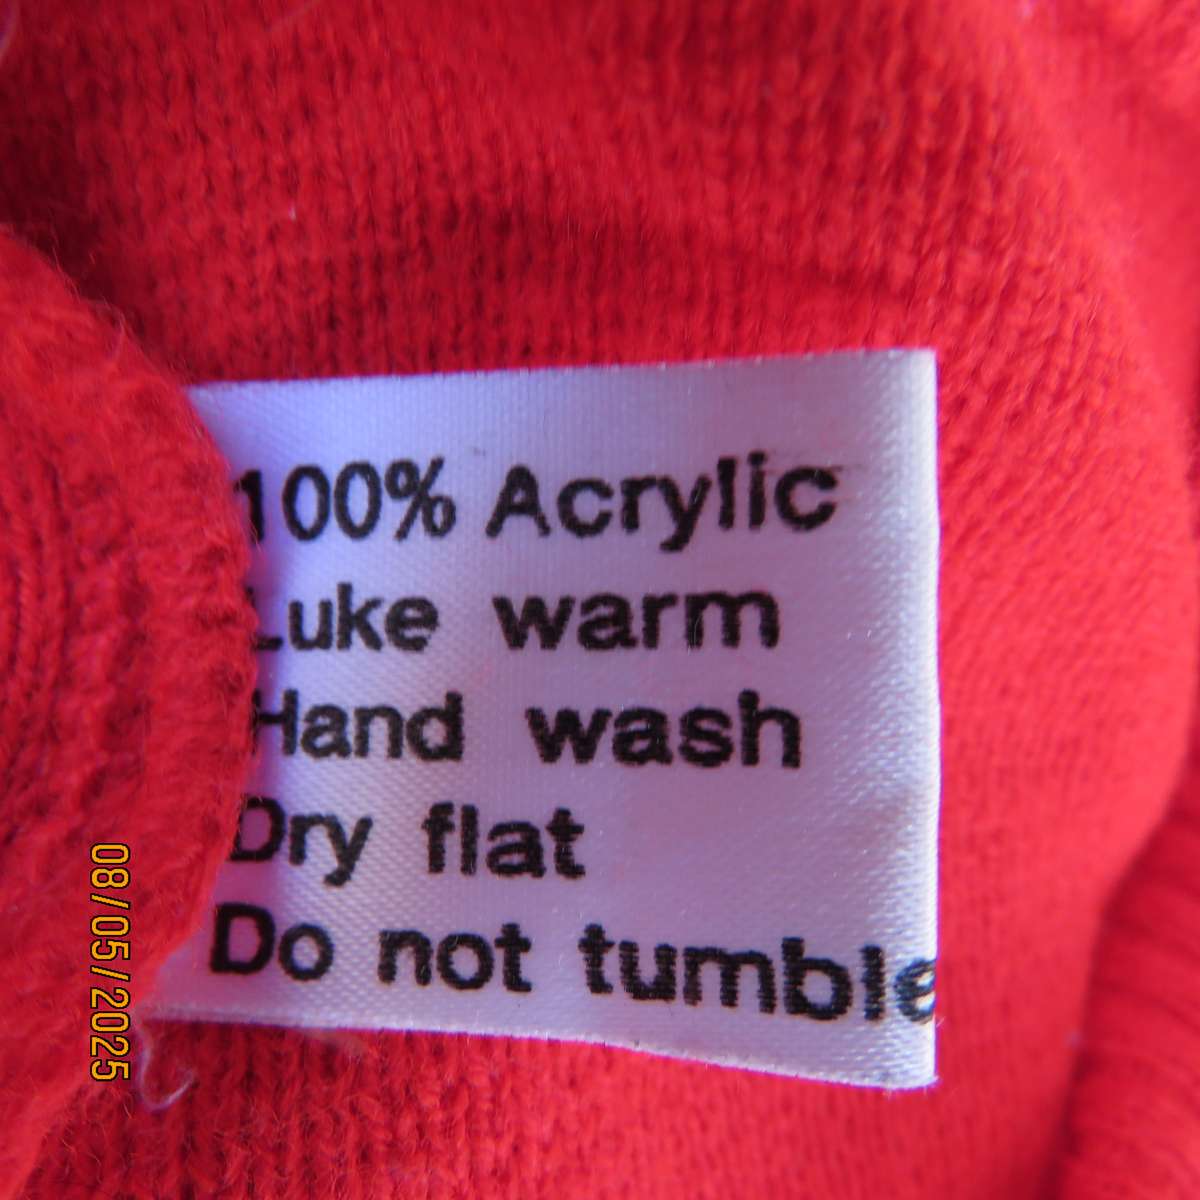 100% Acrylic
Luke warm
Hand wash
Dry flat
Do not tumble
08/05/2025